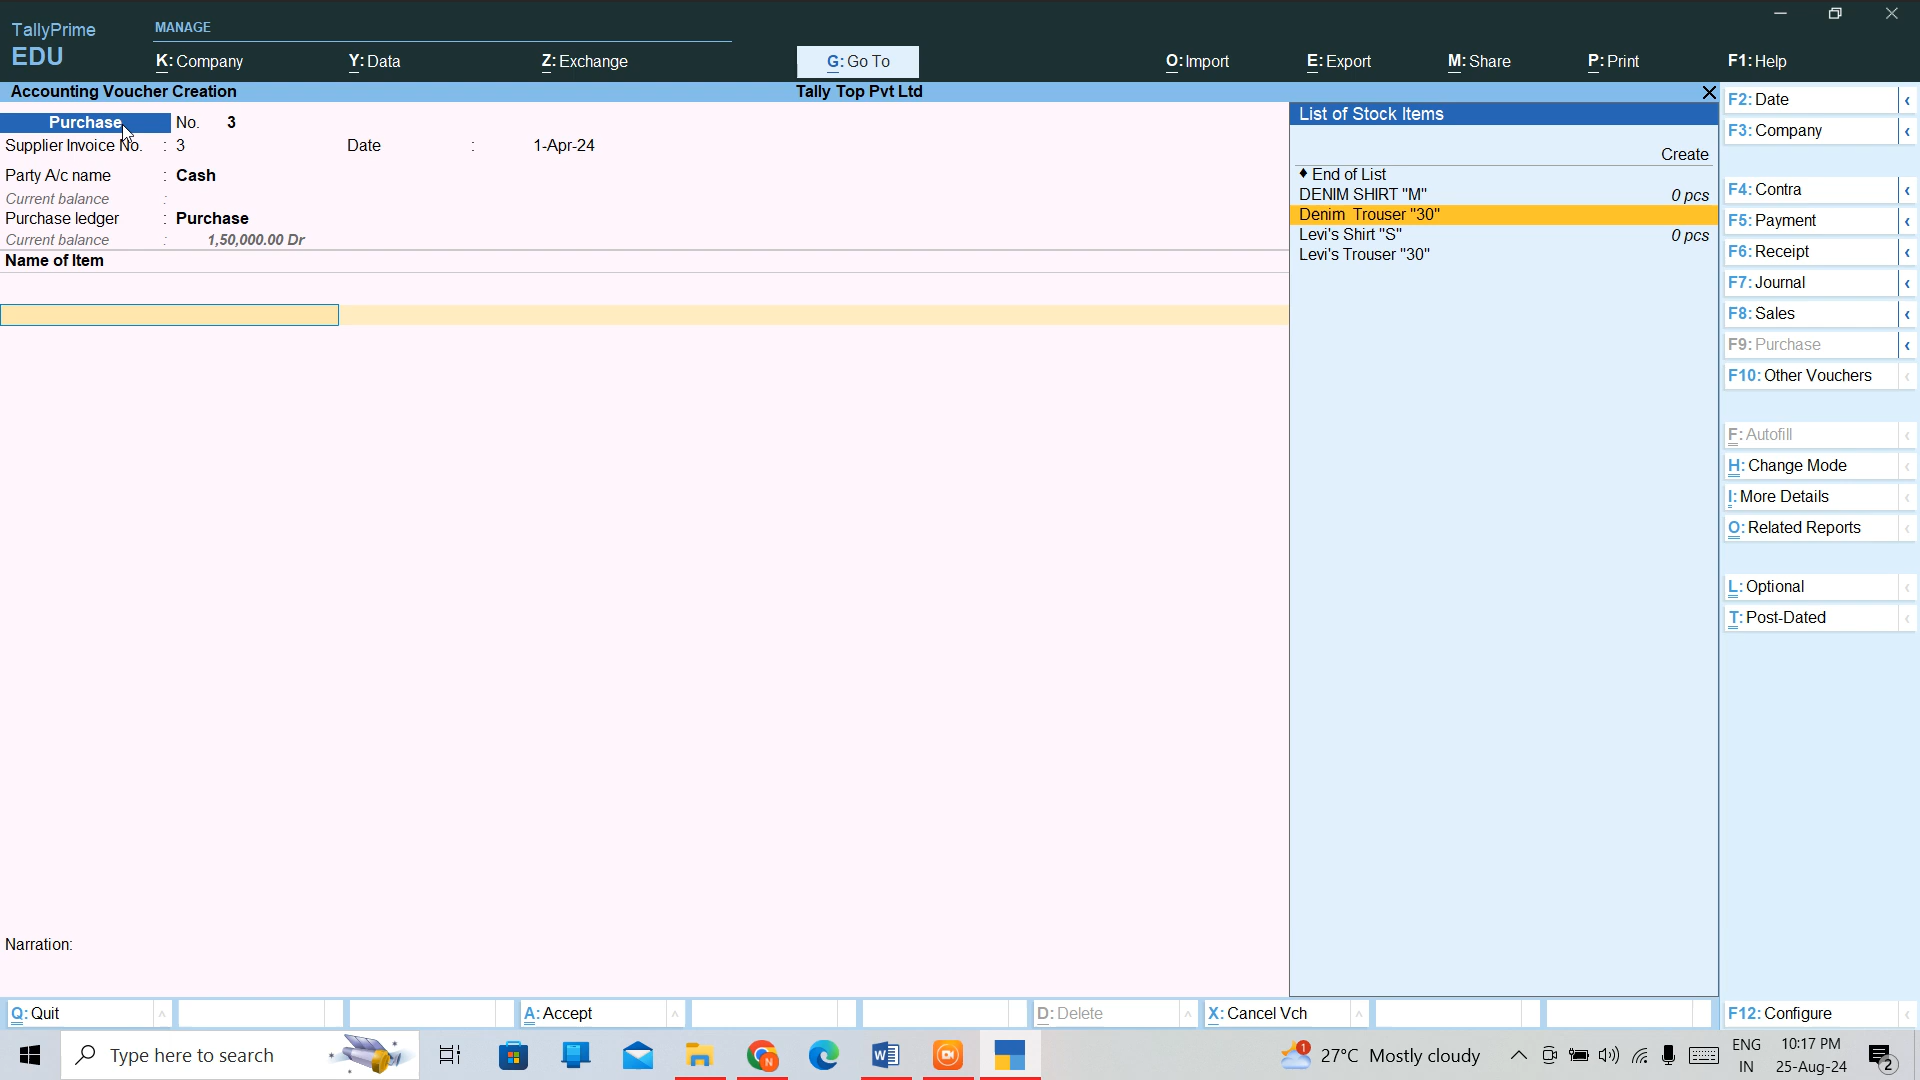 TallyPrime
EDU
MANAGE
K: Company
Y: Data
Z: Exchange
G: Go To
O: Import
E: Export
M: Share
P: Print
F1: Help
Accounting Voucher Creation
Tally Top Pvt Ltd
Purchase No. 3
Supplier Invoice No. : 3 Date : 1-Apr-24
Party A/c name : Cash
Current balance :
Purchase ledger : Purchase
Current balance : 1,50,000.00 Dr
Name of Item
List of Stock Items
Create
♦ End of List
DENIM SHIRT "M" 0 pcs
Denim Trouser "30"
Levi's Shirt "S" 0 pcs
Levi's Trouser "30"
F2: Date
F3: Company
F4: Contra
F5: Payment
F6: Receipt
F7: Journal
F8: Sales
F9: Purchase
F10: Other Vouchers
F: Autofill
H: Change Mode
I: More Details
O: Related Reports
L: Optional
T: Post-Dated
Narration:
Q: Quit
A: Accept
D: Delete
X: Cancel Vch
F12: Configure
Type here to search
1
27°C Mostly cloudy
ENG
IN
10:17 PM
25-Aug-24
2